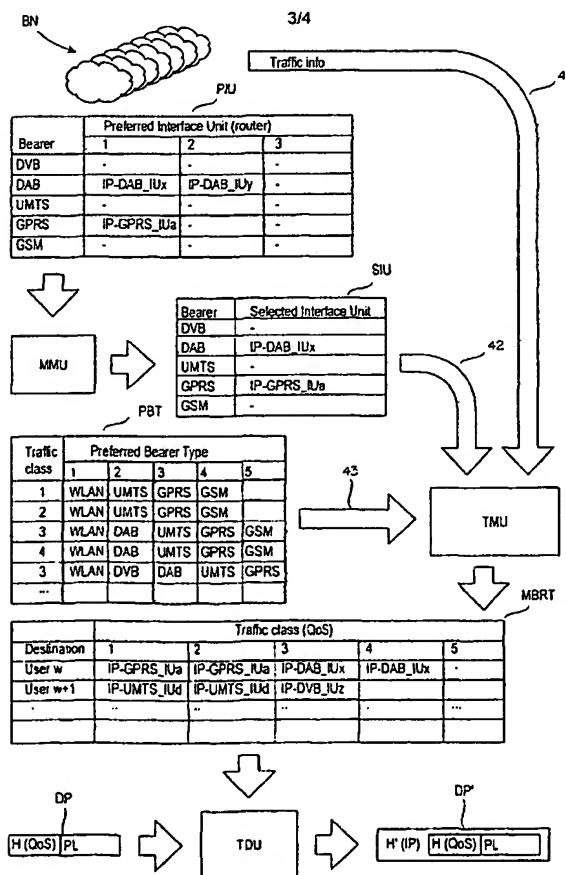 3/4
BN
Traffic info
4
PIU
Preferred Interface Unit (router)
Bearer 1 2 3
DVB - - -
DAB IP-DAB_IUx IP-DAB_IUy -
UMTS - - -
GPRS IP-GPRS_IUa - -
GSM - - -
SIU
Bearer Selected Interface Unit
DVB -
DAB IP-DAB_IUx
UMTS -
GPRS IP-GPRS_IUa
GSM -
MMU
42
PBT
Traffic class Preferred Bearer Type
1 2 3 4 5
1 WLAN UMTS GPRS GSM
2 WLAN UMTS GPRS GSM
3 WLAN DAB UMTS GPRS GSM
4 WLAN DAB UMTS GPRS GSM
3 WLAN DVB DAB UMTS GPRS
...
43
TMU
MBRT
Traffic class (QoS)
Destination 1 2 3 4 5
User w IP-GPRS_IUa IP-GPRS_IUa IP-DAB_IUx IP-DAB_IUx -
User w+1 IP-UMTS_IUd IP-UMTS_IUd IP-DVB_IUz
.. .. .. .. .. ...
DP
H (QoS) PL
TDU
DP'
H' (IP) H (QoS) PL